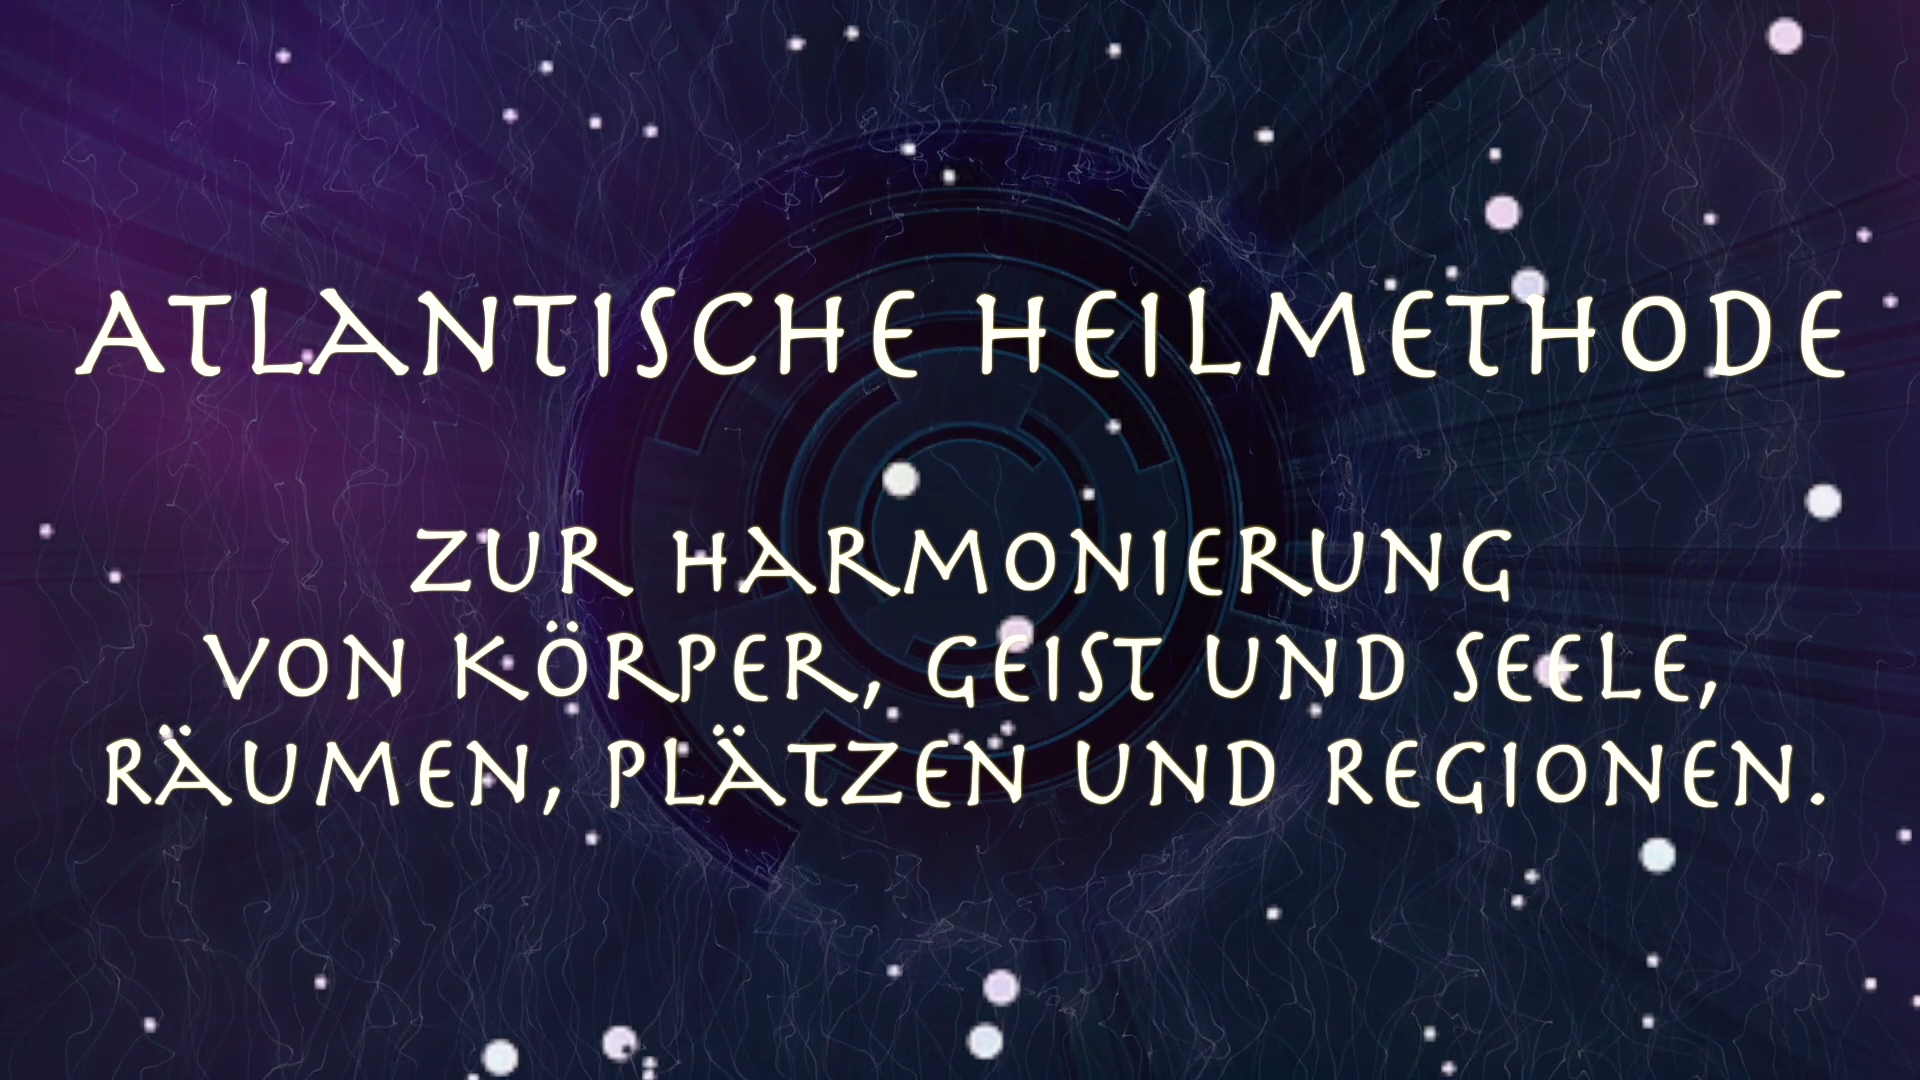 ATLANTISCHE HEILMETHODE
ZUR HARMONIERUNG
VON KÖRPER, GEIST UND SEELE,
RÄUMEN, PLÄTZEN UND REGIONEN.